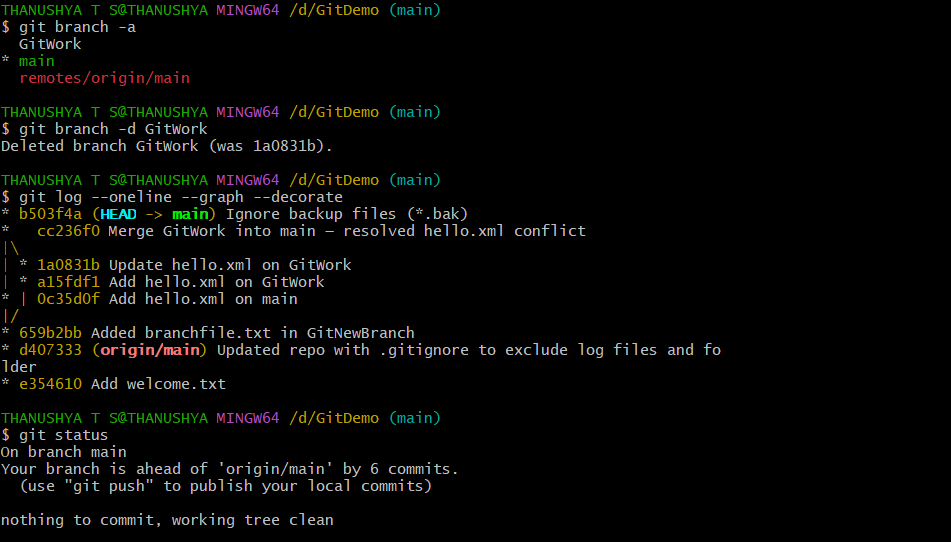 THANUSHYA T S@THANUSHYA MINGW64 /d/GitDemo (main)
$ git branch -a
  GitWork
* main
  remotes/origin/main

THANUSHYA T S@THANUSHYA MINGW64 /d/GitDemo (main)
$ git branch -d GitWork
Deleted branch GitWork (was 1a0831b).

THANUSHYA T S@THANUSHYA MINGW64 /d/GitDemo (main)
$ git log --oneline --graph --decorate
* b503f4a (HEAD -> main) Ignore backup files (*.bak)
*   cc236f0 Merge GitWork into main – resolved hello.xml conflict
|\
| * 1a0831b Update hello.xml on GitWork
| * a15fdf1 Add hello.xml on GitWork
* | 0c35d0f Add hello.xml on main
|/
* 659b2bb Added branchfile.txt in GitNewBranch
* d407333 (origin/main) Updated repo with .gitignore to exclude log files and fo
lder
* e354610 Add welcome.txt

THANUSHYA T S@THANUSHYA MINGW64 /d/GitDemo (main)
$ git status
On branch main
Your branch is ahead of 'origin/main' by 6 commits.
  (use "git push" to publish your local commits)

nothing to commit, working tree clean